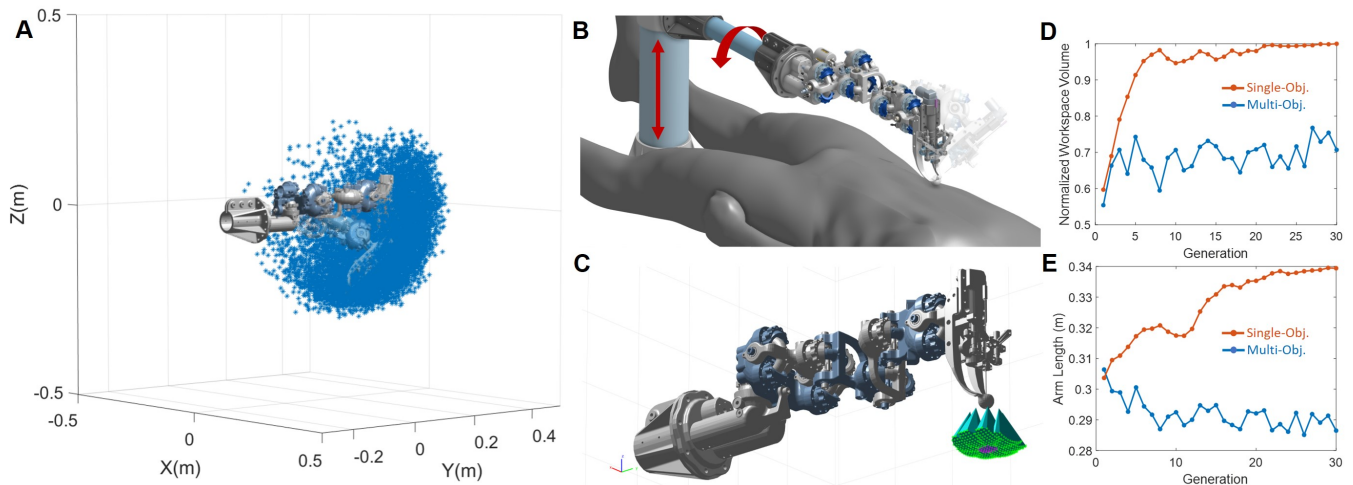 A
0.5
Z(m)
0
-0.5
-0.5
0
X(m)
0.5
-0.2
0
Y(m)
0.2
0.4
B
C
D
Normalized Workspace Volume
1
0.9
0.8
0.7
0.6
0.5
Single-Obj.
Multi-Obj.
0 5 10 15 20 25 30
Generation
E
Arm Length (m)
0.34
0.33
0.32
0.31
0.3
0.29
0.28
Single-Obj.
Multi-Obj.
0 10 20 30
Generation